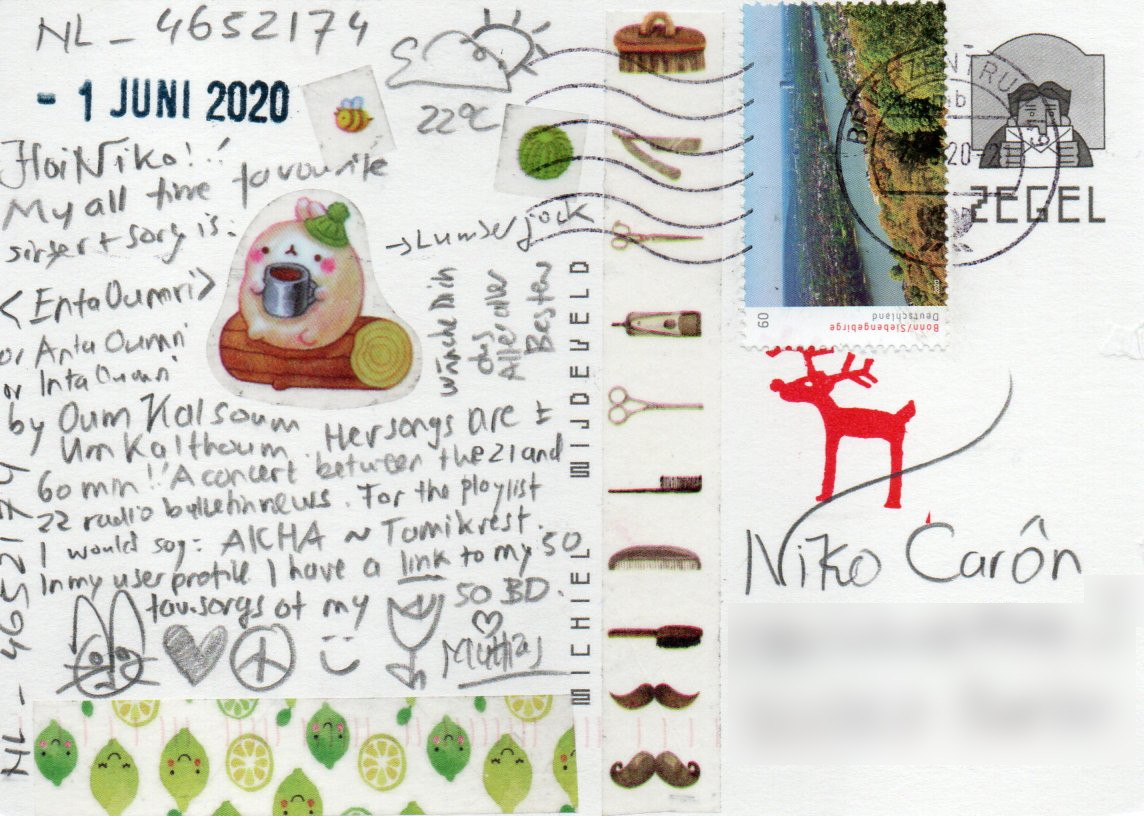 NL - 4652174
- 1 JUNI 2020
22°C
Hoi Niko!!
My all time favourite
singer + song is:
→ Lumberjack
<Enta Oumri>
or Anta Oumri
or Inta Oumri
by Oum Kalsoum
Um Kalthoum. Her songs are ±
60 min!! A concert between the 21 and
22 radio bulletin news. For the playlist
I would say: AICHA ~ Tamikrest.
In my user profile I have a link to my 50
fav. songs of my 50 BD.
Mattias
wünsche Dir
das
Alleraller
Besten
NL - 4652174
MICHIEL WIJDEVELD
60
Bonn/Siebengebirge
Deutschland
ZEGEL
Niko Carôn